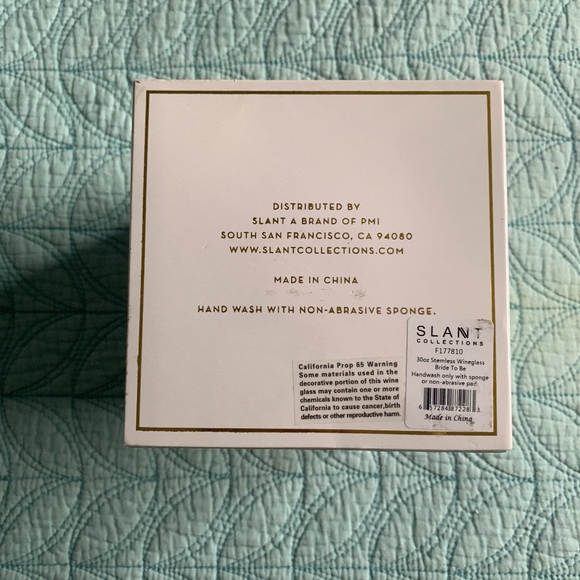 DISTRIBUTED BY
SLANT A BRAND OF PMI
SOUTH SAN FRANCISCO, CA 94080
WWW.SLANTCOLLECTIONS.COM
MADE IN CHINA
HAND WASH WITH NON-ABRASIVE SPONGE.
California Prop 65 Warning
Some materials used in the
decorative portion of this wine
glass may contain one or more
chemicals known to the State of
California to cause cancer,birth
defects or other reproductive harm.
SLANT
COLLECTIONS
F177810
30oz Stemless Wineglass
Bride To Be
Handwash only with sponge
or non-abrasive pad.
Made in China